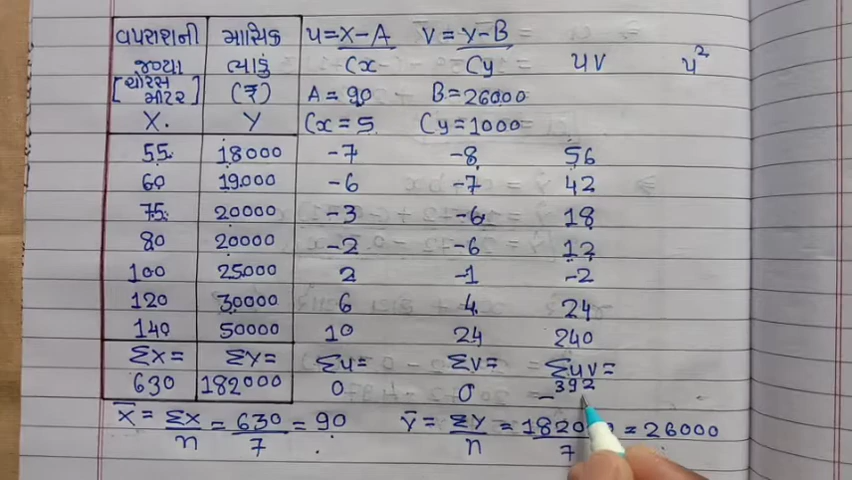 વપરાશની માસિક u=X-A v=Y-B
જગ્યા ભાડું Cx Cy uv u²
[ચોરસ મીટર] (₹) A=90 B=26000
X. Y Cx=5 Cy=1000
55 18000 -7 -8 56
60 19000 -6 -7 42
75 20000 -3 -6 18
80 20000 -2 -6 12
100 25000 2 -1 -2
120 30000 6 4 24
140 50000 10 24 240
Σx= Σy= Σu= Σv= Σuv=
630 182000 0 0 392
x̄ = Σx/n = 630/7 = 90 ȳ = Σy/n = 1820 /7 = 26000